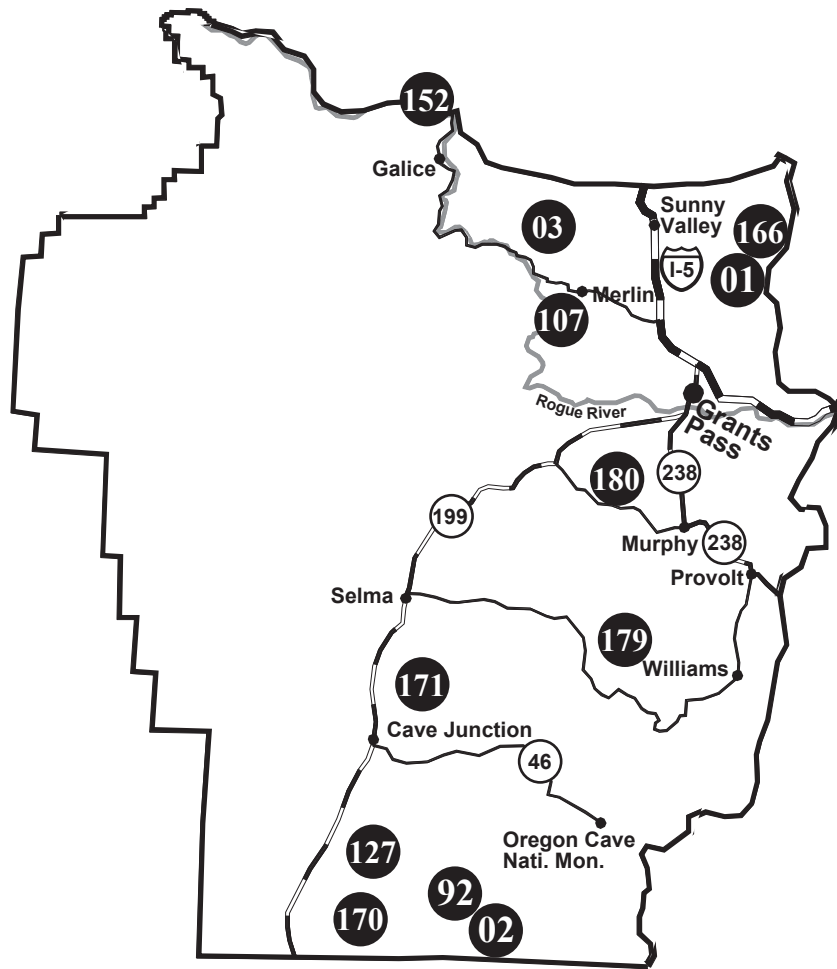 152
Galice
03
Sunny
Valley
166
I-5
01
Merlin
107
Rogue River
Grants
Pass
180
238
199
Murphy
238
Provolt
Selma
179
Williams
171
Cave Junction
46
Oregon Cave
Nati. Mon.
127
92
170
02